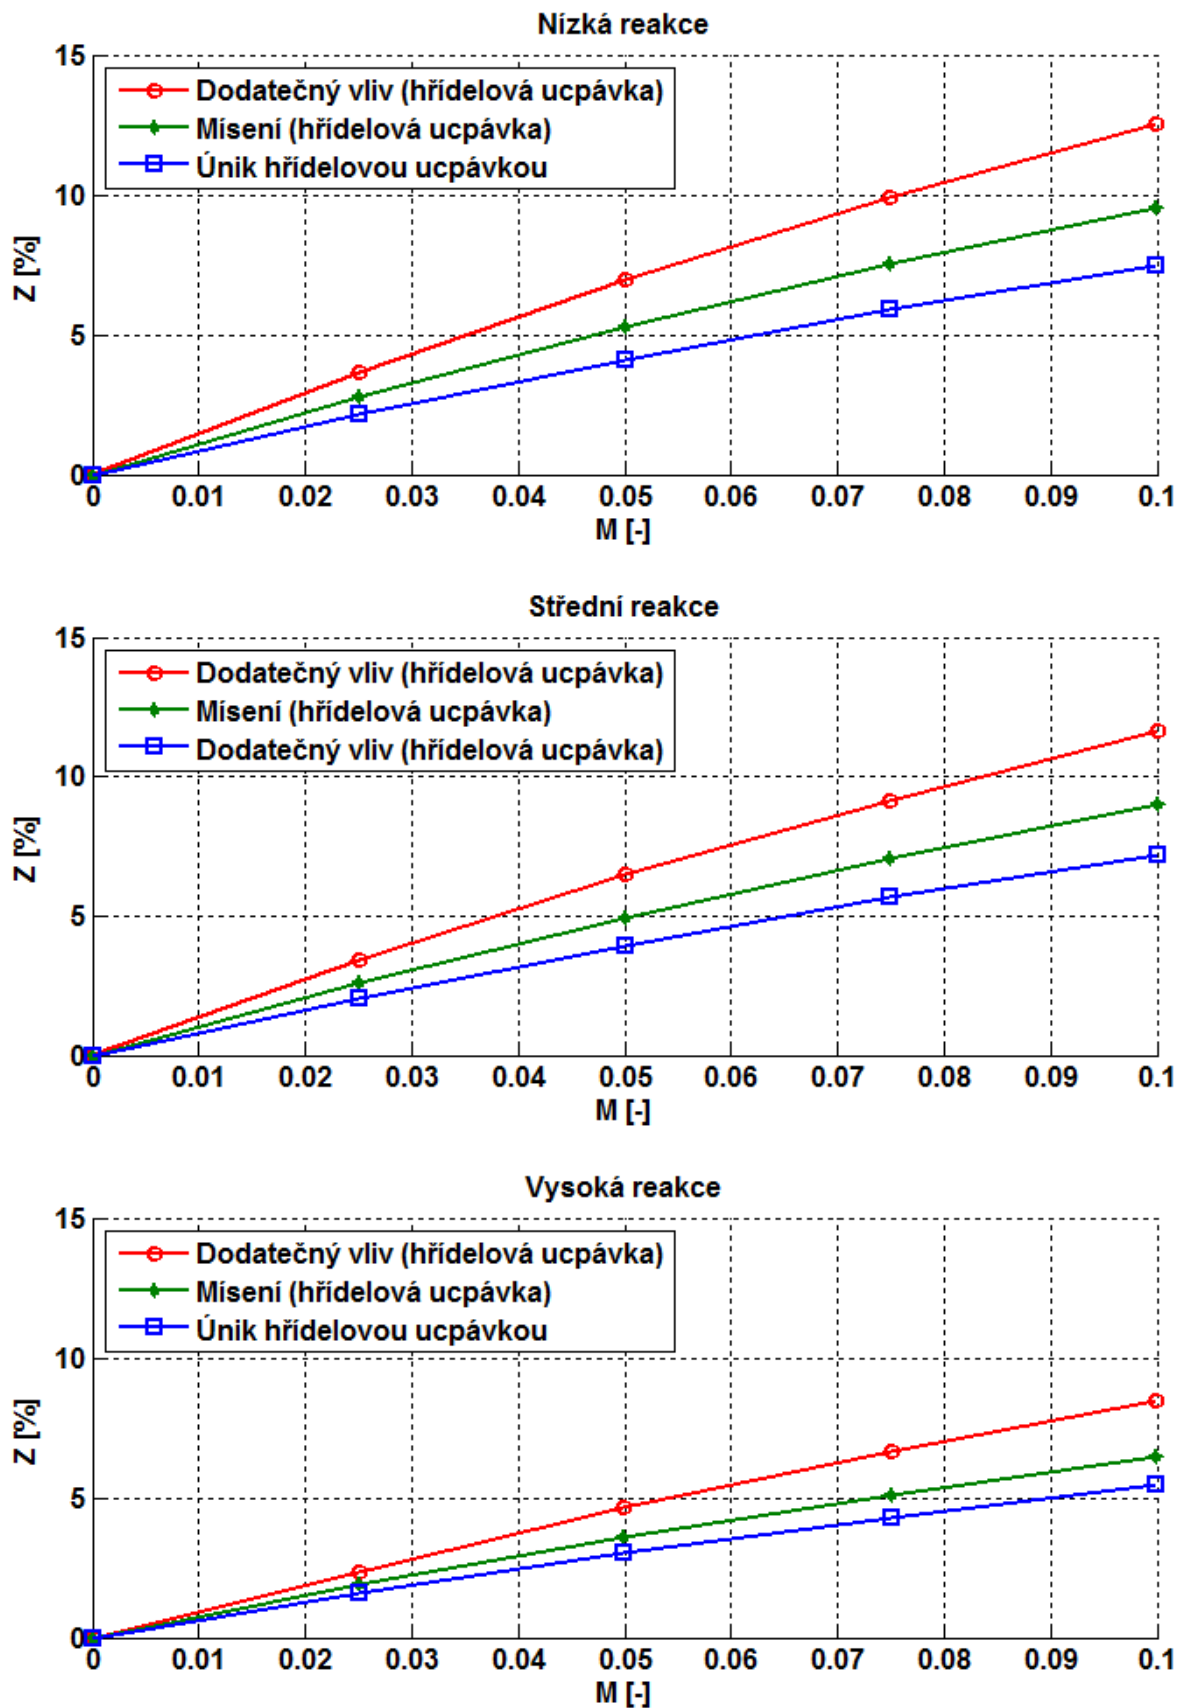 Nízká reakce
15
Dodatečný vliv (hřídelová ucpávka)
Mísení (hřídelová ucpávka)
Únik hřídelovou ucpávkou
10
Z [%]
5
0
0 0.01 0.02 0.03 0.04 0.05 0.06 0.07 0.08 0.09 0.1
M [-]
Střední reakce
15
Dodatečný vliv (hřídelová ucpávka)
Mísení (hřídelová ucpávka)
Dodatečný vliv (hřídelová ucpávka)
10
Z [%]
5
0
0 0.01 0.02 0.03 0.04 0.05 0.06 0.07 0.08 0.09 0.1
M [-]
Vysoká reakce
15
Dodatečný vliv (hřídelová ucpávka)
Mísení (hřídelová ucpávka)
Únik hřídelovou ucpávkou
10
Z [%]
5
0
0 0.01 0.02 0.03 0.04 0.05 0.06 0.07 0.08 0.09 0.1
M [-]